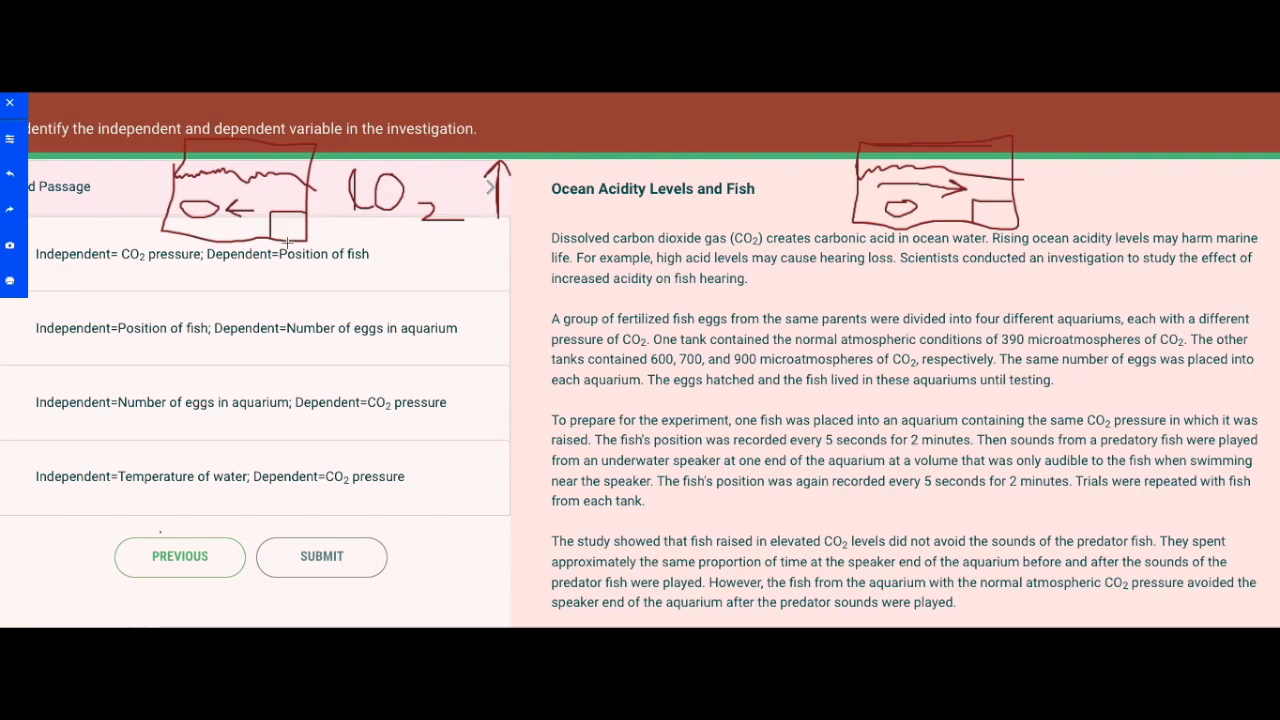 dentify the independent and dependent variable in the investigation.
d Passage
CO₂
Independent= CO₂ pressure; Dependent=Position of fish
Independent=Position of fish; Dependent=Number of eggs in aquarium
Independent=Number of eggs in aquarium; Dependent=CO₂ pressure
Independent=Temperature of water; Dependent=CO₂ pressure
PREVIOUS
SUBMIT
Ocean Acidity Levels and Fish
Dissolved carbon dioxide gas (CO₂) creates carbonic acid in ocean water. Rising ocean acidity levels may harm marine
life. For example, high acid levels may cause hearing loss. Scientists conducted an investigation to study the effect of
increased acidity on fish hearing.
A group of fertilized fish eggs from the same parents were divided into four different aquariums, each with a different
pressure of CO₂. One tank contained the normal atmospheric conditions of 390 microatmospheres of CO₂. The other
tanks contained 600, 700, and 900 microatmospheres of CO₂, respectively. The same number of eggs was placed into
each aquarium. The eggs hatched and the fish lived in these aquariums until testing.
To prepare for the experiment, one fish was placed into an aquarium containing the same CO₂ pressure in which it was
raised. The fish's position was recorded every 5 seconds for 2 minutes. Then sounds from a predatory fish were played
from an underwater speaker at one end of the aquarium at a volume that was only audible to the fish when swimming
near the speaker. The fish's position was again recorded every 5 seconds for 2 minutes. Trials were repeated with fish
from each tank.
The study showed that fish raised in elevated CO₂ levels did not avoid the sounds of the predator fish. They spent
approximately the same proportion of time at the speaker end of the aquarium before and after the sounds of the
predator fish were played. However, the fish from the aquarium with the normal atmospheric CO₂ pressure avoided the
speaker end of the aquarium after the predator sounds were played.